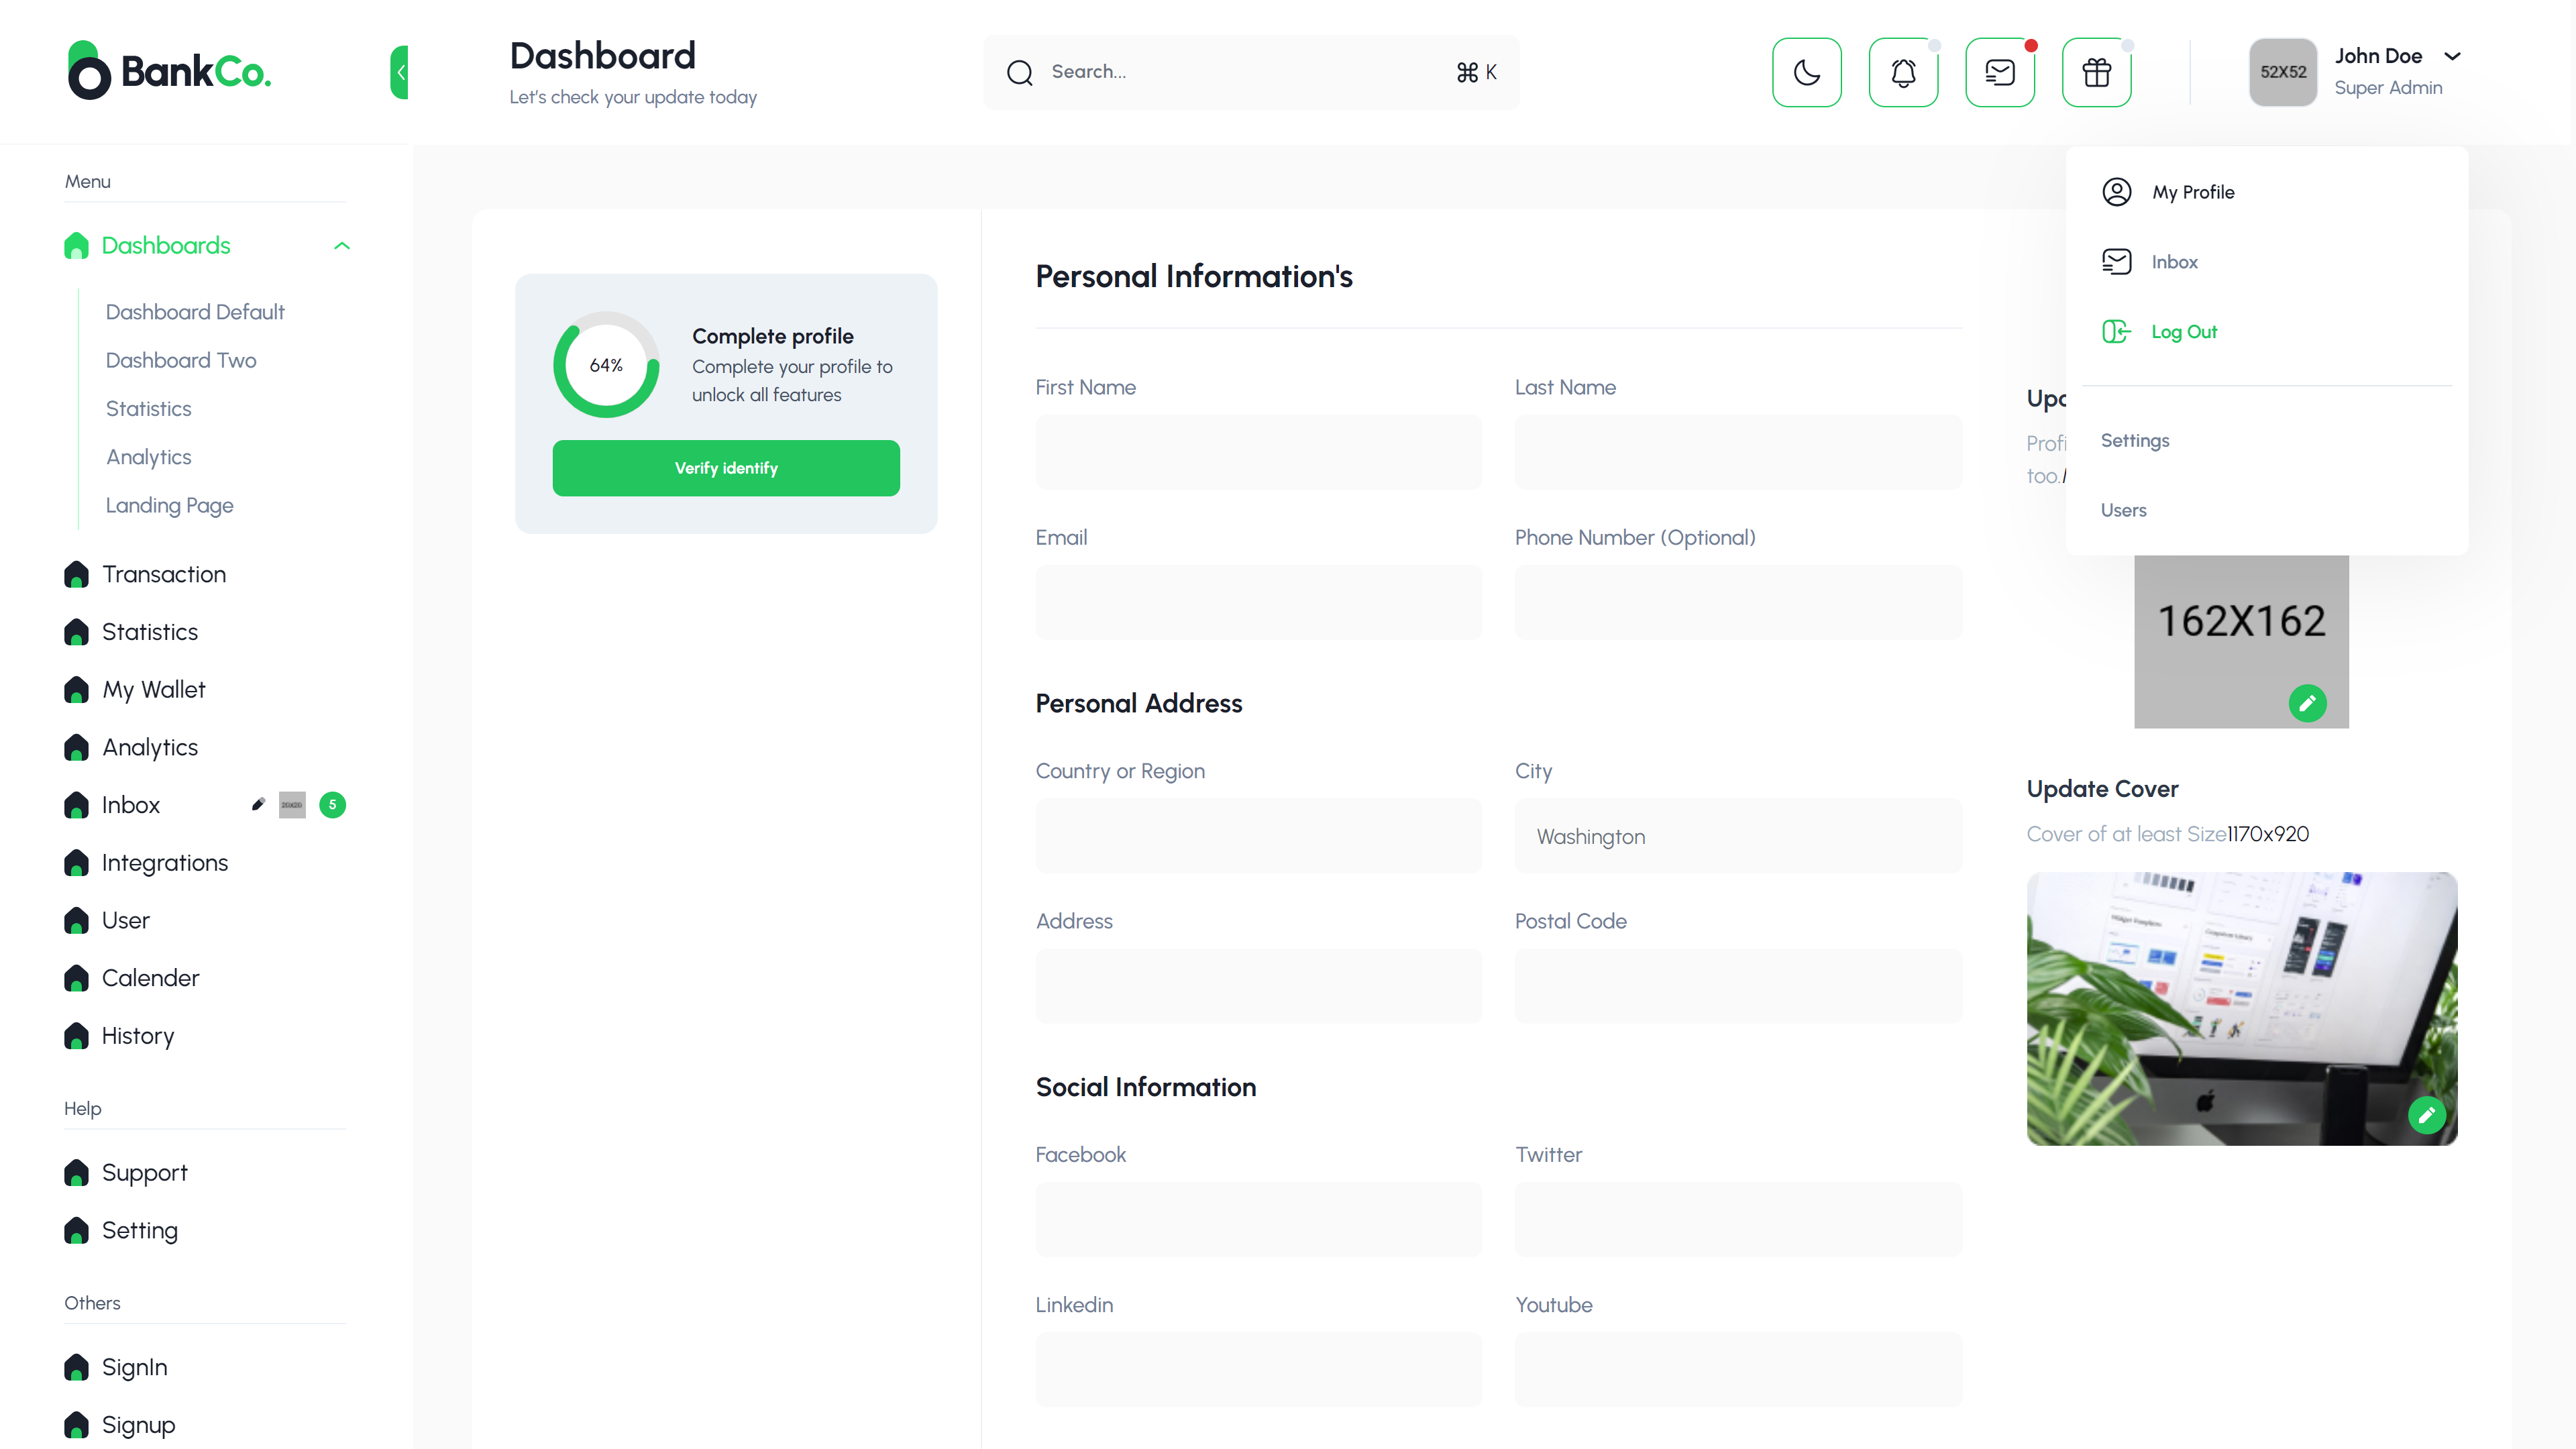 BankCo.
Dashboard
Let's check your update today
Search...
⌘ K
52X52
John Doe
Super Admin
Menu
Dashboards
Dashboard Default
Dashboard Two
Statistics
Analytics
Landing Page
Transaction
Statistics
My Wallet
Analytics
Inbox
5
Integrations
User
Calender
History
Help
Support
Setting
Others
SignIn
Signup
64%
Complete profile
Complete your profile to
unlock all features
Verify identify
Personal Information's
First Name
Last Name
Email
Phone Number (Optional)
Personal Address
Country or Region
City
Washington
Address
Postal Code
Social Information
Facebook
Twitter
Linkedin
Youtube
My Profile
Inbox
Log Out
Settings
Users
too.
162X162
Update Cover
Cover of at least Size1170x920